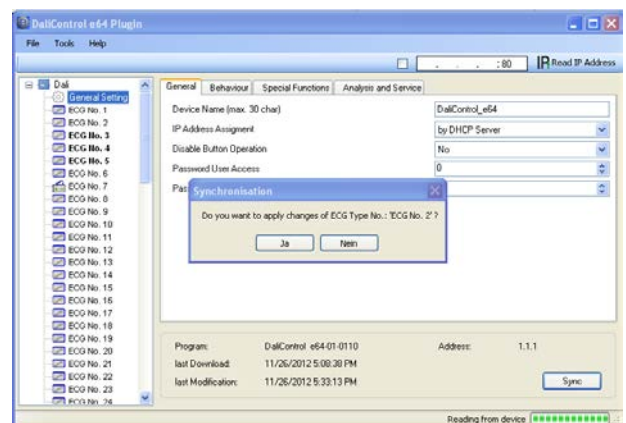 DaliControl e64 Plugin
File Tools Help
. . . :80 IP Read IP Address
Dali
General Setting
ECG No. 1
ECG No. 2
ECG No. 3
ECG No. 4
ECG No. 5
ECG No. 6
ECG No. 7
ECG No. 8
ECG No. 9
ECG No. 10
ECG No. 11
ECG No. 12
ECG No. 13
ECG No. 14
ECG No. 15
ECG No. 16
ECG No. 17
ECG No. 18
ECG No. 19
ECG No. 20
ECG No. 21
ECG No. 22
ECG No. 23
ECG No. 24
General Behaviour Special Functions Analysis and Service
Device Name (max. 30 char) DaliControl_e64
IP Address Assigment by DHCP Server
Disable Button Operation No
Password User Access 0
Pas
Synchronisation
Do you want to apply changes of ECG Type No.: 'ECG No. 2' ?
Ja Nein
Program: DaliControl e64-01-0110 Address: 1.1.1
last Download: 11/26/2012 5:08:38 PM
last Modification: 11/26/2012 5:33:13 PM
Sync
Reading from device